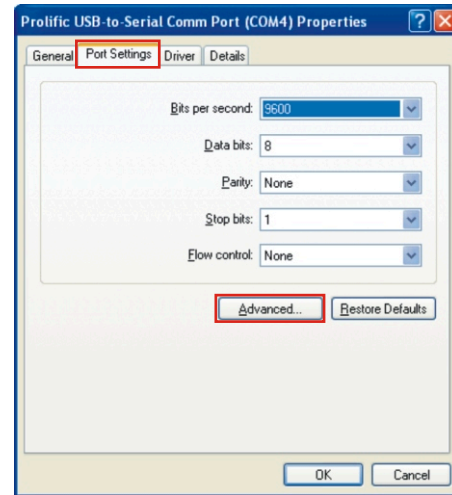 Prolific USB-to-Serial Comm Port (COM4) Properties
General Port Settings Driver Details
Bits per second: 9600
Data bits: 8
Parity: None
Stop bits: 1
Flow control: None
Advanced... Restore Defaults
OK Cancel